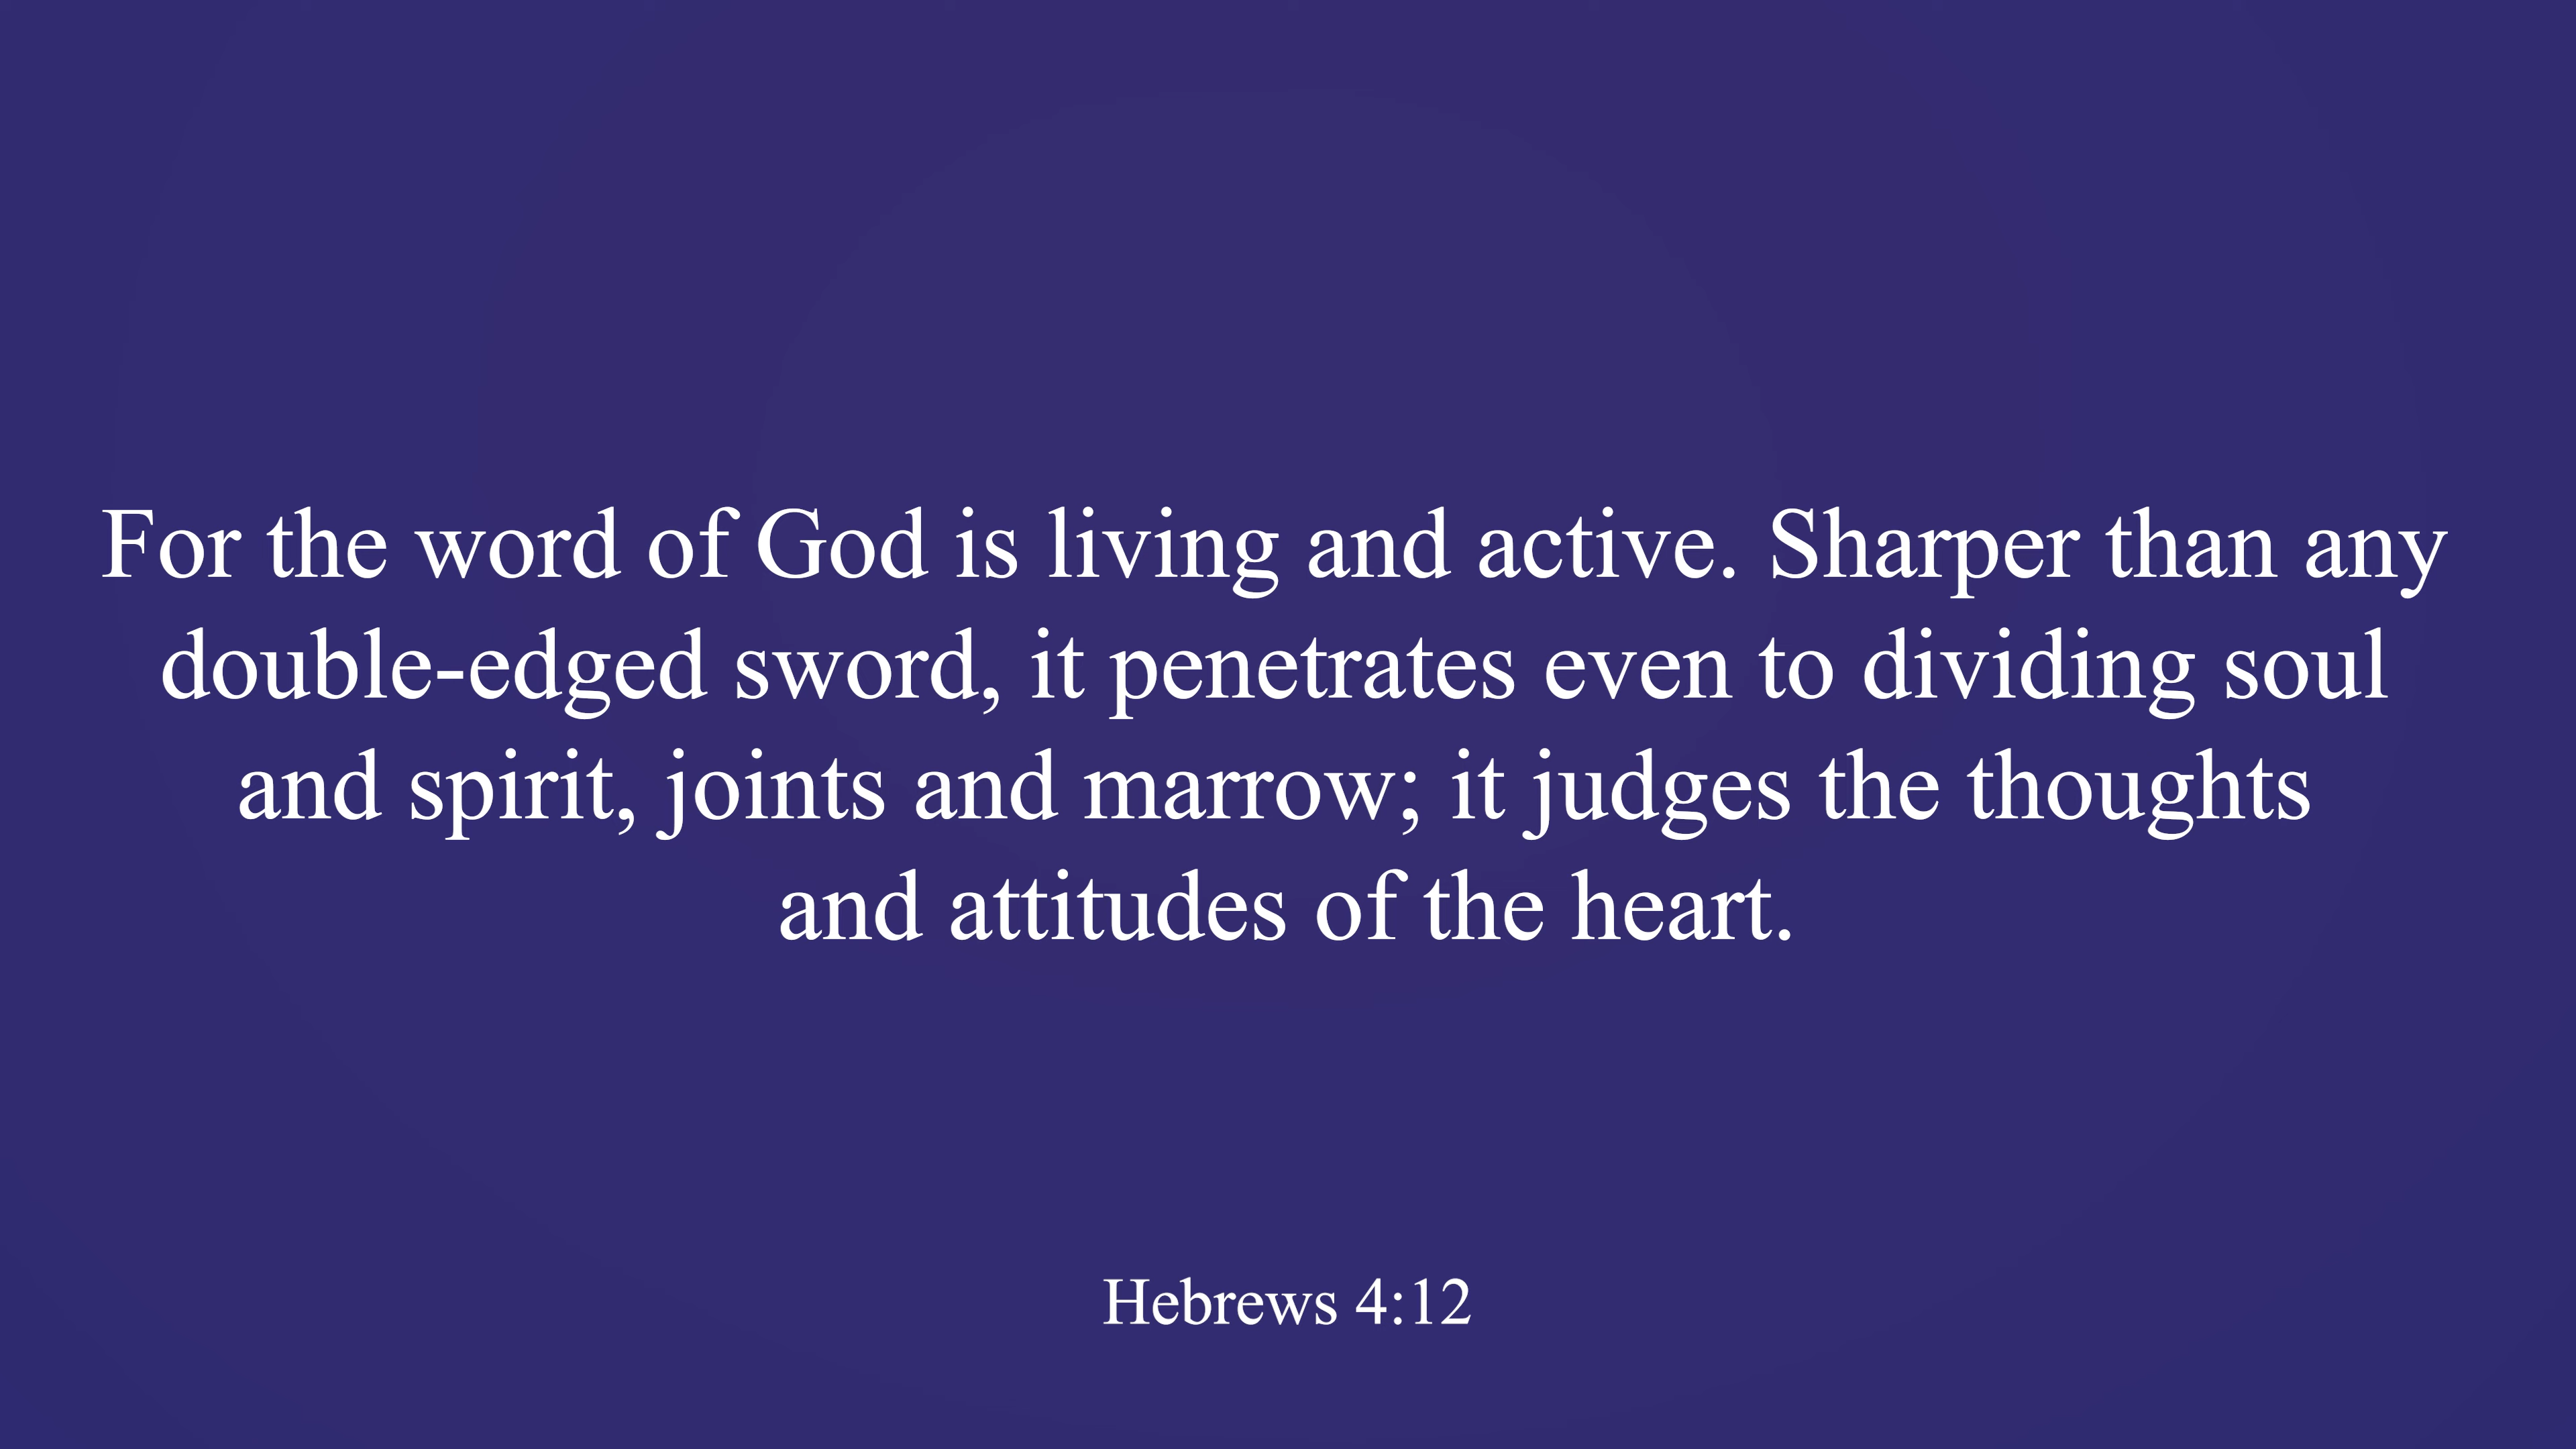 For the word of God is living and active. Sharper than any
double-edged sword, it penetrates even to dividing soul
and spirit, joints and marrow; it judges the thoughts
and attitudes of the heart.
Hebrews 4:12